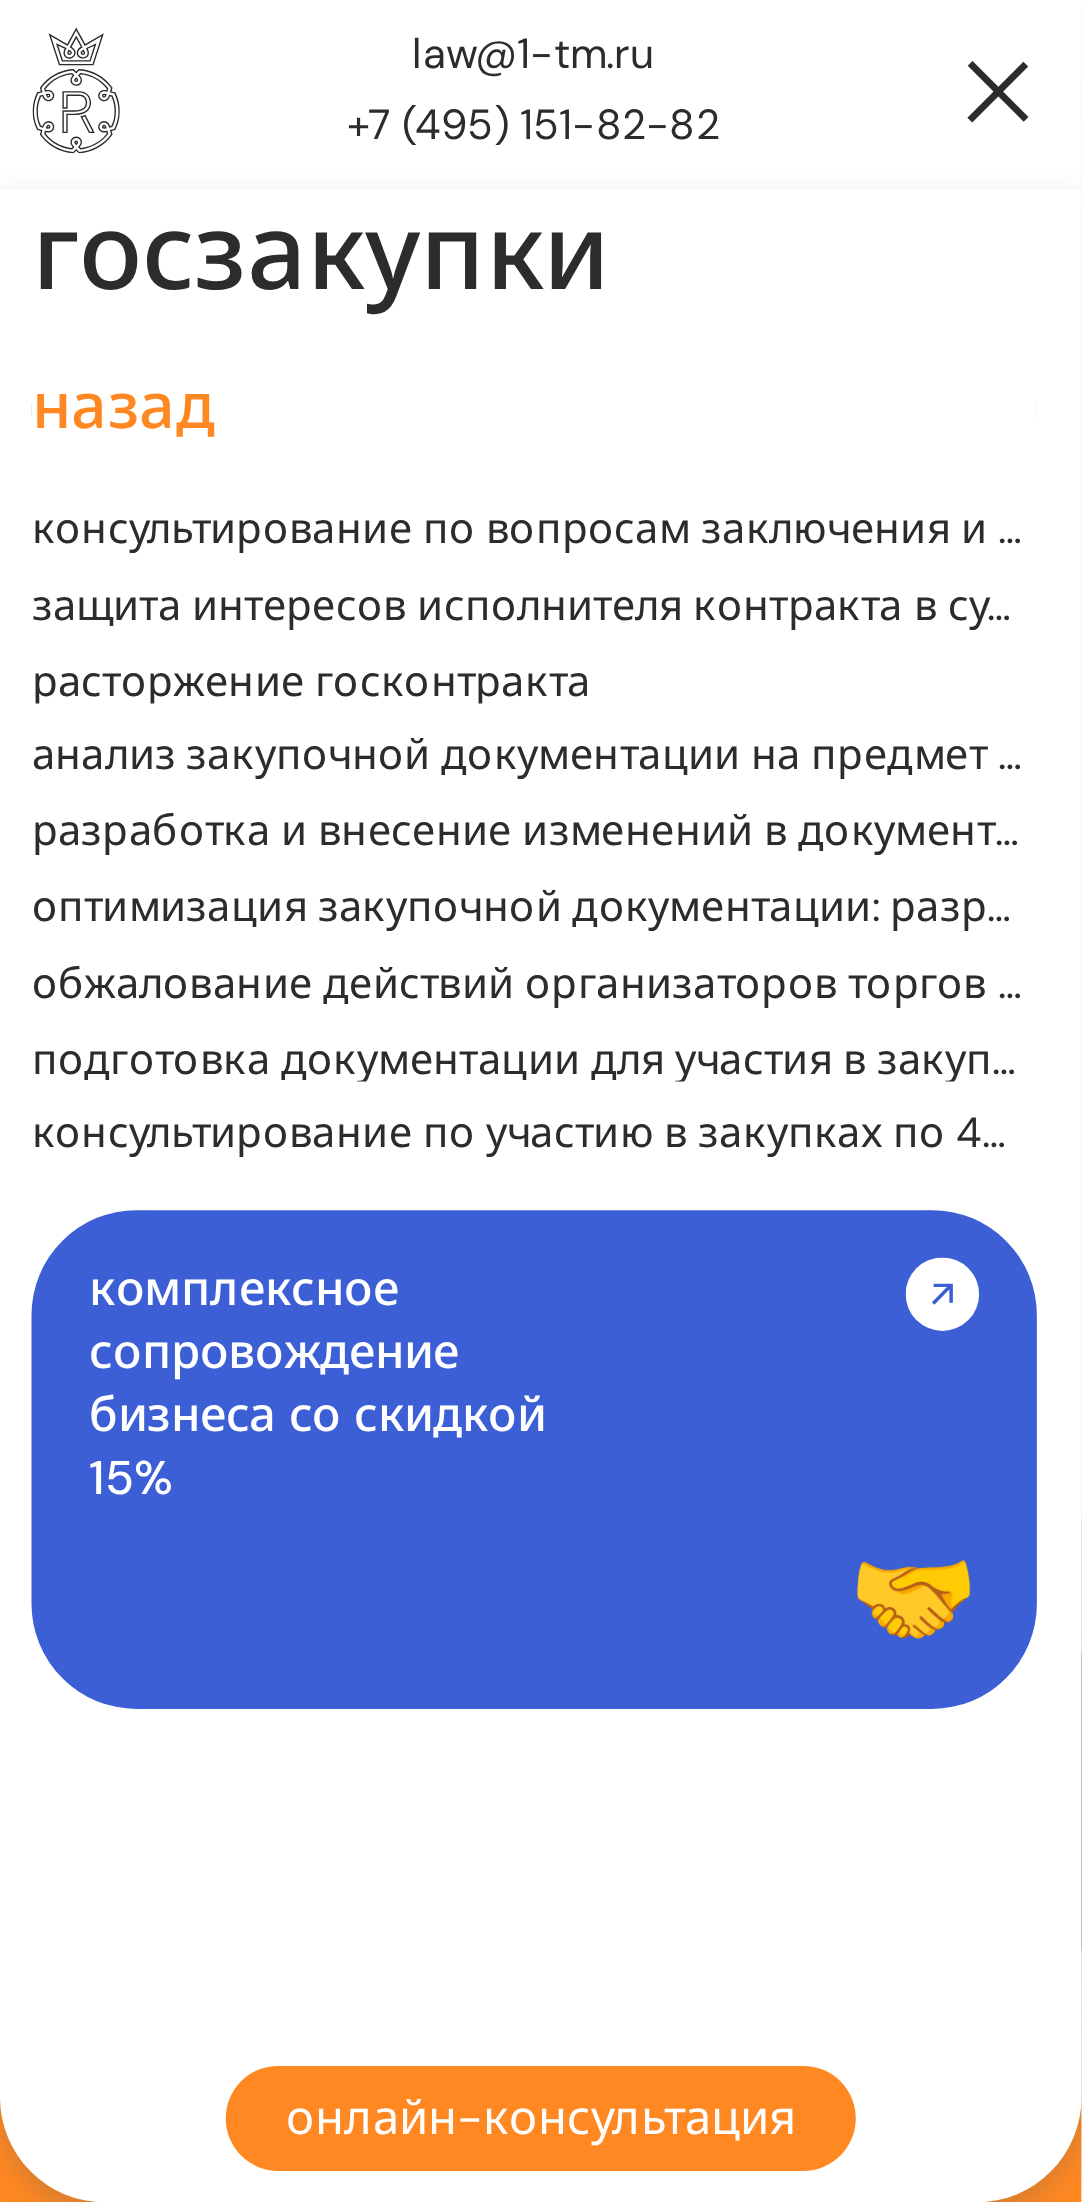 law@1-tm.ru
+7 (495) 151-82-82
R
госзакупки
назад
консультирование по вопросам заключения и ...
защита интересов исполнителя контракта в су...
расторжение госконтракта
анализ закупочной документации на предмет ...
разработка и внесение изменений в документ...
оптимизация закупочной документации: разр...
обжалование действий организаторов торгов ...
подготовка документации для участия в закуп...
консультирование по участию в закупках по 4...
комплексное
сопровождение
бизнеса со скидкой
15%
онлайн-консультация